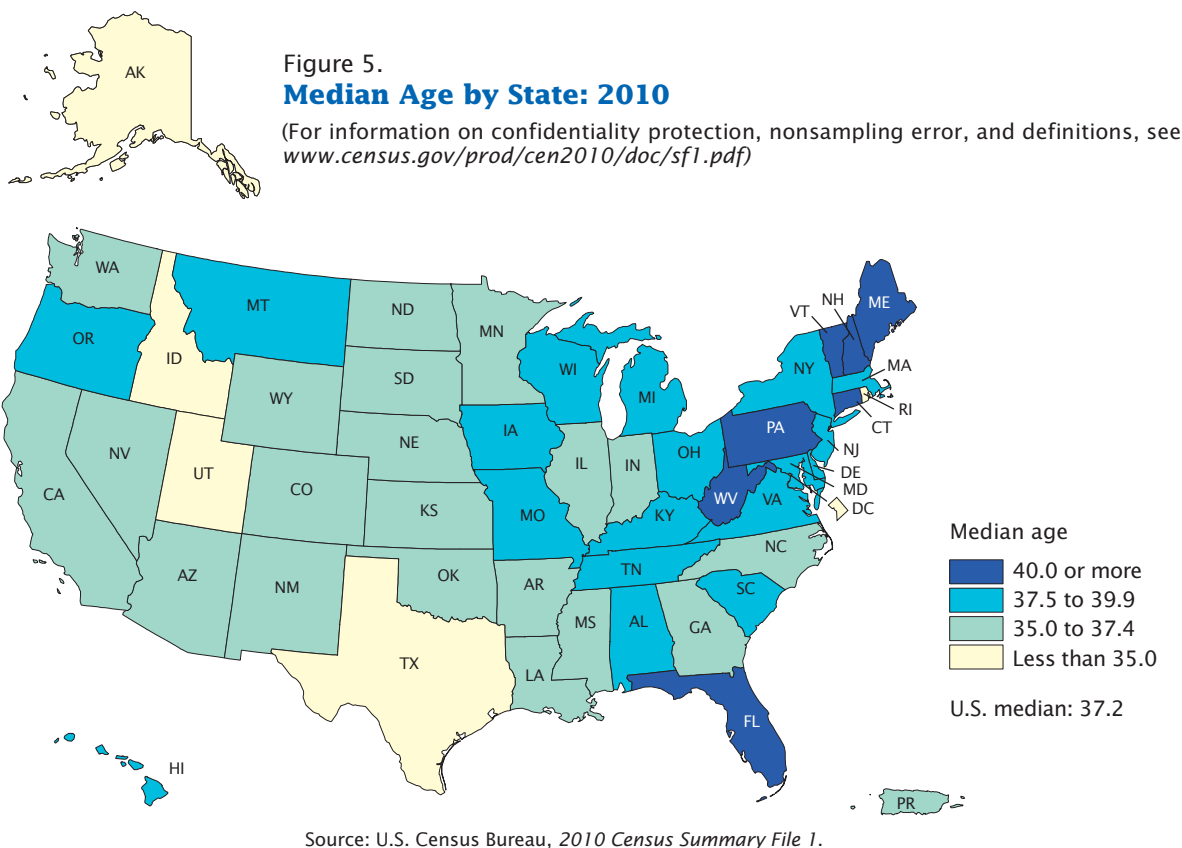 AK
Figure 5.
Median Age by State: 2010
(For information on confidentiality protection, nonsampling error, and definitions, see
www.census.gov/prod/cen2010/doc/sf1.pdf)
WA
MT
ND
MN
VT
NH
ME
OR
ID
SD
WI
NY
MA
WY
MI
RI
IA
PA
CT
NV
NE
OH
NJ
UT
IL
IN
DE
CA
CO
MD
WV
VA
DC
KS
MO
KY
NC
AZ
NM
OK
TN
AR
SC
MS
AL
GA
TX
LA
FL
HI
PR
Median age
40.0 or more
37.5 to 39.9
35.0 to 37.4
Less than 35.0
U.S. median: 37.2
Source: U.S. Census Bureau, 2010 Census Summary File 1.